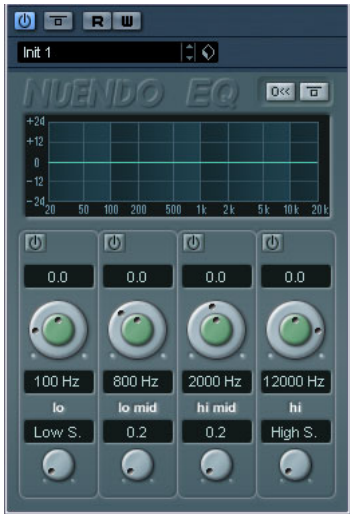 R W
Init 1
NUENDO EQ
0<<
+24
+12
0
-12
-24
20 50 100 200 500 1k 2k 5k 10k 20k
0.0 0.0 0.0 0.0
100 Hz 800 Hz 2000 Hz 12000 Hz
lo lo mid hi mid hi
Low S. 0.2 0.2 High S.